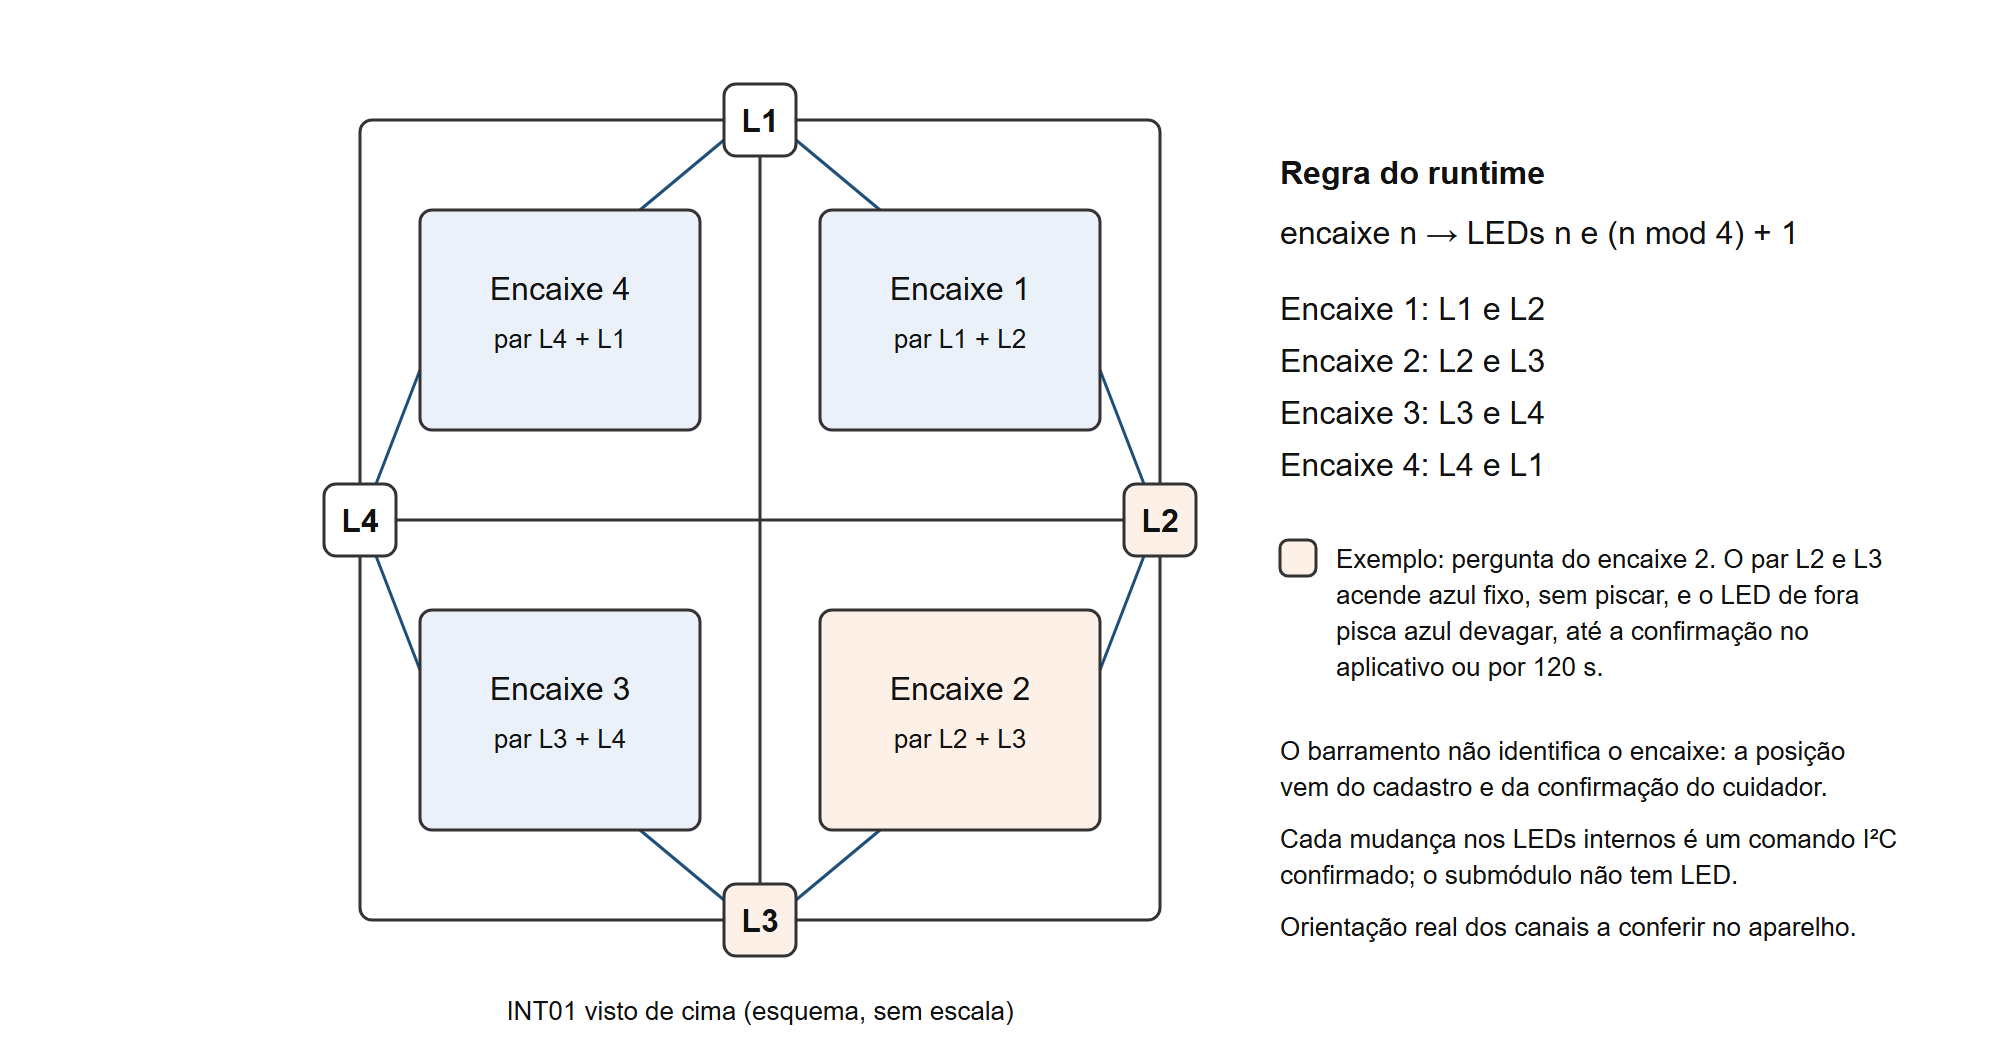 L1
Encaixe 4
par L4 + L1
Encaixe 1
par L1 + L2
L4
L2
Encaixe 3
par L3 + L4
Encaixe 2
par L2 + L3
L3
INT01 visto de cima (esquema, sem escala)
Regra do runtime
encaixe n → LEDs n e (n mod 4) + 1
Encaixe 1: L1 e L2
Encaixe 2: L2 e L3
Encaixe 3: L3 e L4
Encaixe 4: L4 e L1
Exemplo: pergunta do encaixe 2. O par L2 e L3
acende azul fixo, sem piscar, e o LED de fora
pisca azul devagar, até a confirmação no
aplicativo ou por 120 s.
O barramento não identifica o encaixe: a posição
vem do cadastro e da confirmação do cuidador.
Cada mudança nos LEDs internos é um comando I²C
confirmado; o submódulo não tem LED.
Orientação real dos canais a conferir no aparelho.